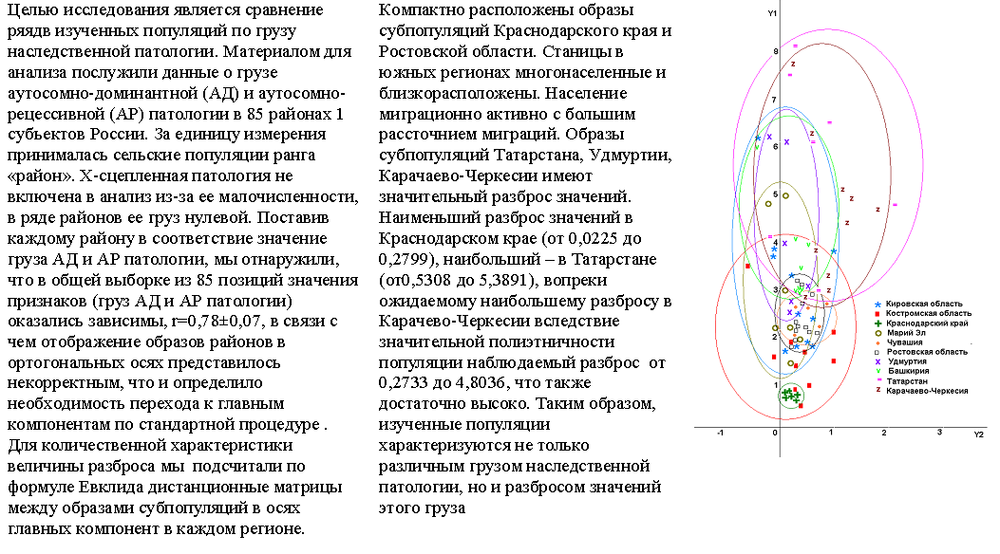 Целью исследования является сравнение
ряядв изученных популяций по грузу
наследственной патологии. Материалом для
анализа послужили данные о грузе
аутосомно-доминантной (АД) и аутосомно-
рецессивной (АР) патологии в 85 районах 1
субъектов России. За единицу измерения
принималась сельские популяции ранга
«район». Х-сцепленная патология не
включена в анализ из-за ее малочисленности,
в ряде районов ее груз нулевой. Поставив
каждому району в соответствие значение
груза АД и АР патологии, мы отнаружили,
что в общей выборке из 85 позиций значения
признаков (груз АД и АР патологии)
оказались зависимы, r=0,78±0,07, в связи с
чем отображение образов районов в
ортогональных осях представилось
некорректным, что и определило
необходимость перехода к главным
компонентам по стандартной процедуре .
Для количественной характеристики
величины разброса мы подсчитали по
формуле Евклида дистанционные матрицы
между образами субпопуляций в осях
главных компонент в каждом регионе.
Компактно расположены образы
субпопуляций Краснодарского края и
Ростовской области. Станицы в
южных регионах многонаселенные и
близкорасположены. Население
миграционно активно с большим
рассточнием миграций. Образы
субпопуляций Татарстана, Удмуртии,
Карачаево-Черкесии имеют
значительный разброс значений.
Наименьший разброс значений в
Краснодарском крае (от 0,0225 до
0,2799), наибольший – в Татарстане
(от0,5308 до 5,3891), вопреки
ожидаемому наибольшему разбросу в
Карачево-Черкесии вследствие
значительной полиэтничности
популяции наблюдаемый разброс от
0,2733 до 4,8036, что также
достаточно высоко. Таким образом,
изученные популяции
характеризуются не только
различным грузом наследственной
патологии, но и разбросом значений
этого груза
Y1
8
7
6
5
4
3
2
1
-1 0 1 2 3 Y2
Кировская область
Костромская область
Краснодарский край
Марий Эл
Чувашия
Ростовская область
Удмуртия
Башкирия
Татарстан
Карачаево-Черкесия